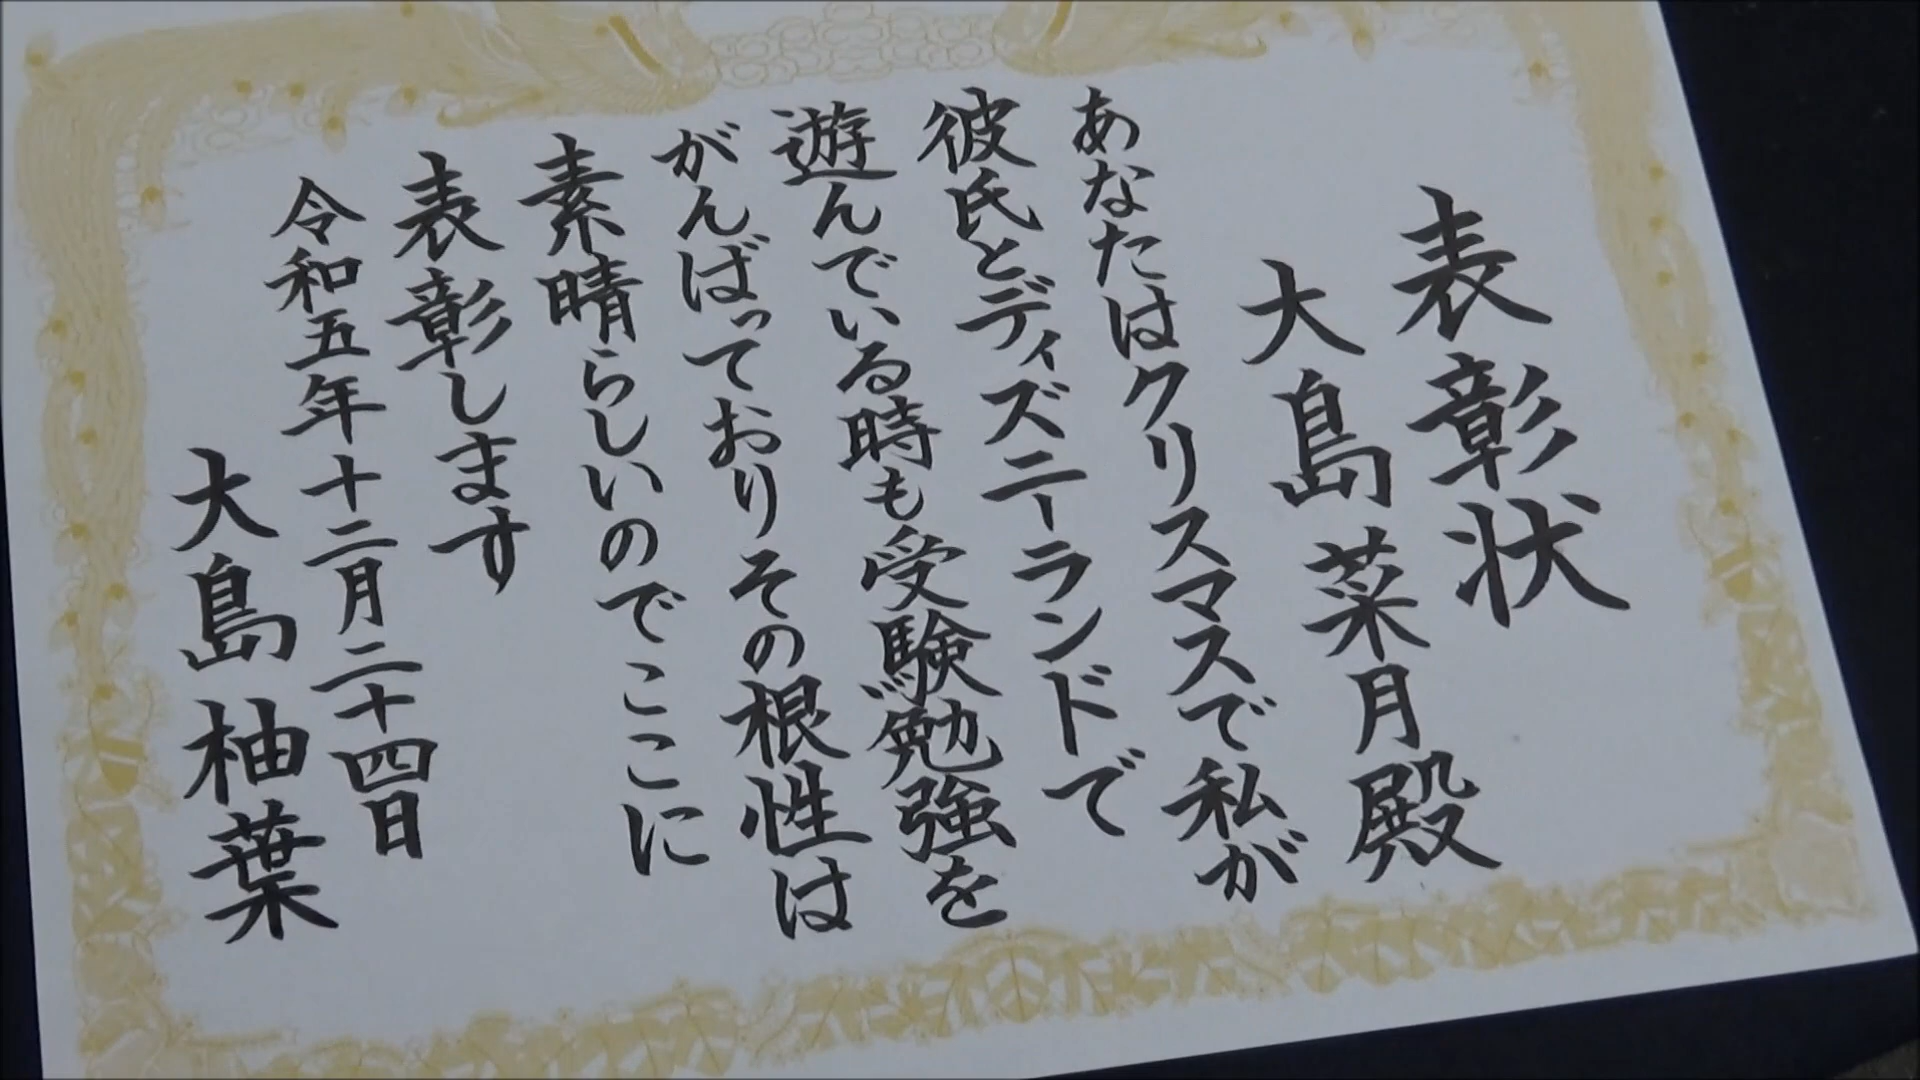 表彰状
大島菜月殿
あなたはクリスマスで私が
彼氏とディズニーランドで
遊んでいる時も受験勉強を
がんばっておりその根性は
素晴らしいのでここに
表彰します
令和五年十二月二十四日
大島柚葉